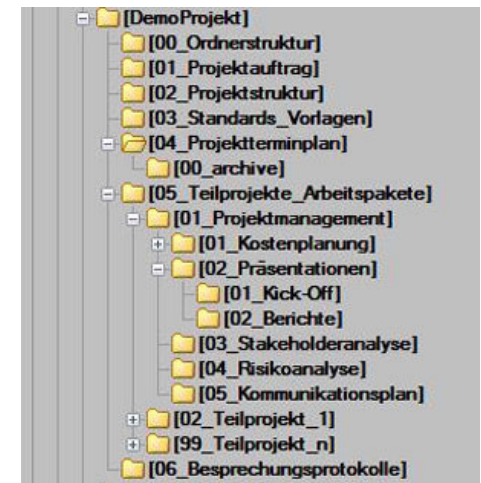 [DemoProjekt]
[00_Ordnerstruktur]
[01_Projektauftrag]
[02_Projektstruktur]
[03_Standards_Vorlagen]
[04_Projektterminplan]
[00_archive]
[05_Teilprojekte_Arbeitspakete]
[01_Projektmanagement]
[01_Kostenplanung]
[02_Präsentationen]
[01_Kick-Off]
[02_Berichte]
[03_Stakeholderanalyse]
[04_Risikoanalyse]
[05_Kommunikationsplan]
[02_Teilprojekt_1]
[99_Teilprojekt_n]
[06_Besprechungsprotokolle]